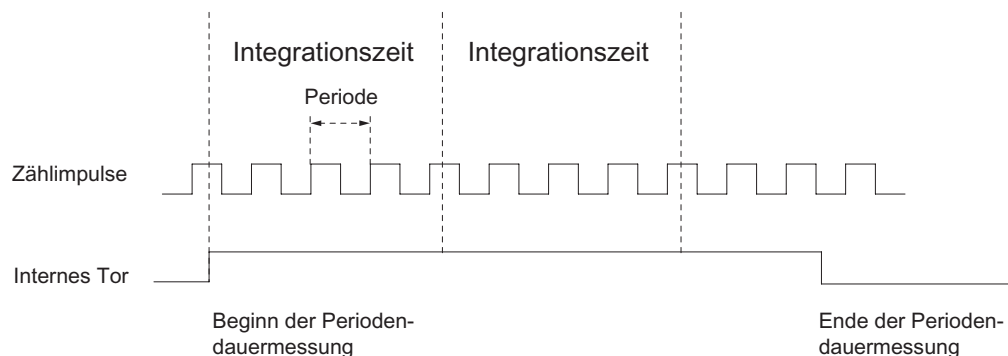 Integrationszeit
Integrationszeit
Periode
Zählimpulse
Internes Tor
Beginn der Perioden-
dauermessung
Ende der Perioden-
dauermessung